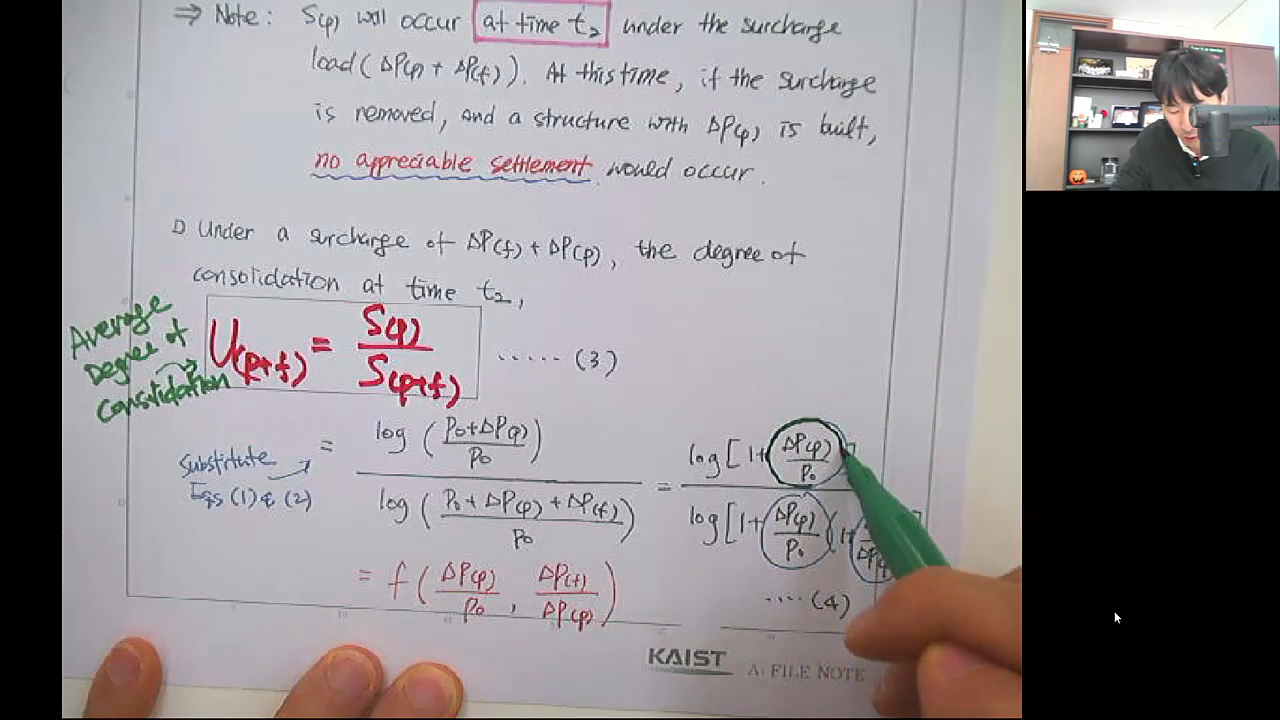 ⇒ Note: S(p) will occur at time t₂ under the surcharge
load (ΔP(p) + ΔP(f)). At this time, if the surcharge
is removed, and a structure with ΔP(p) is built,
no appreciable settlement would occur.
Under a surcharge of ΔP(f) + ΔP(p), the degree of
consolidation at time t₂,
Average
Degree of
consolidation
U(p+f) = S(p) / S(p+f) ..... (3)
Substitute
Eqs (1) & (2)
= log (P₀+ΔP(p) / P₀) / log (P₀ + ΔP(p) + ΔP(f) / P₀) = log [1+ ΔP(p) / P₀] / log [1+ ΔP(p) / P₀ (1+
.... (4)
= f (ΔP(p) / P₀, ΔP(f) / ΔP(p))
KAIST
A. FILE NOTE